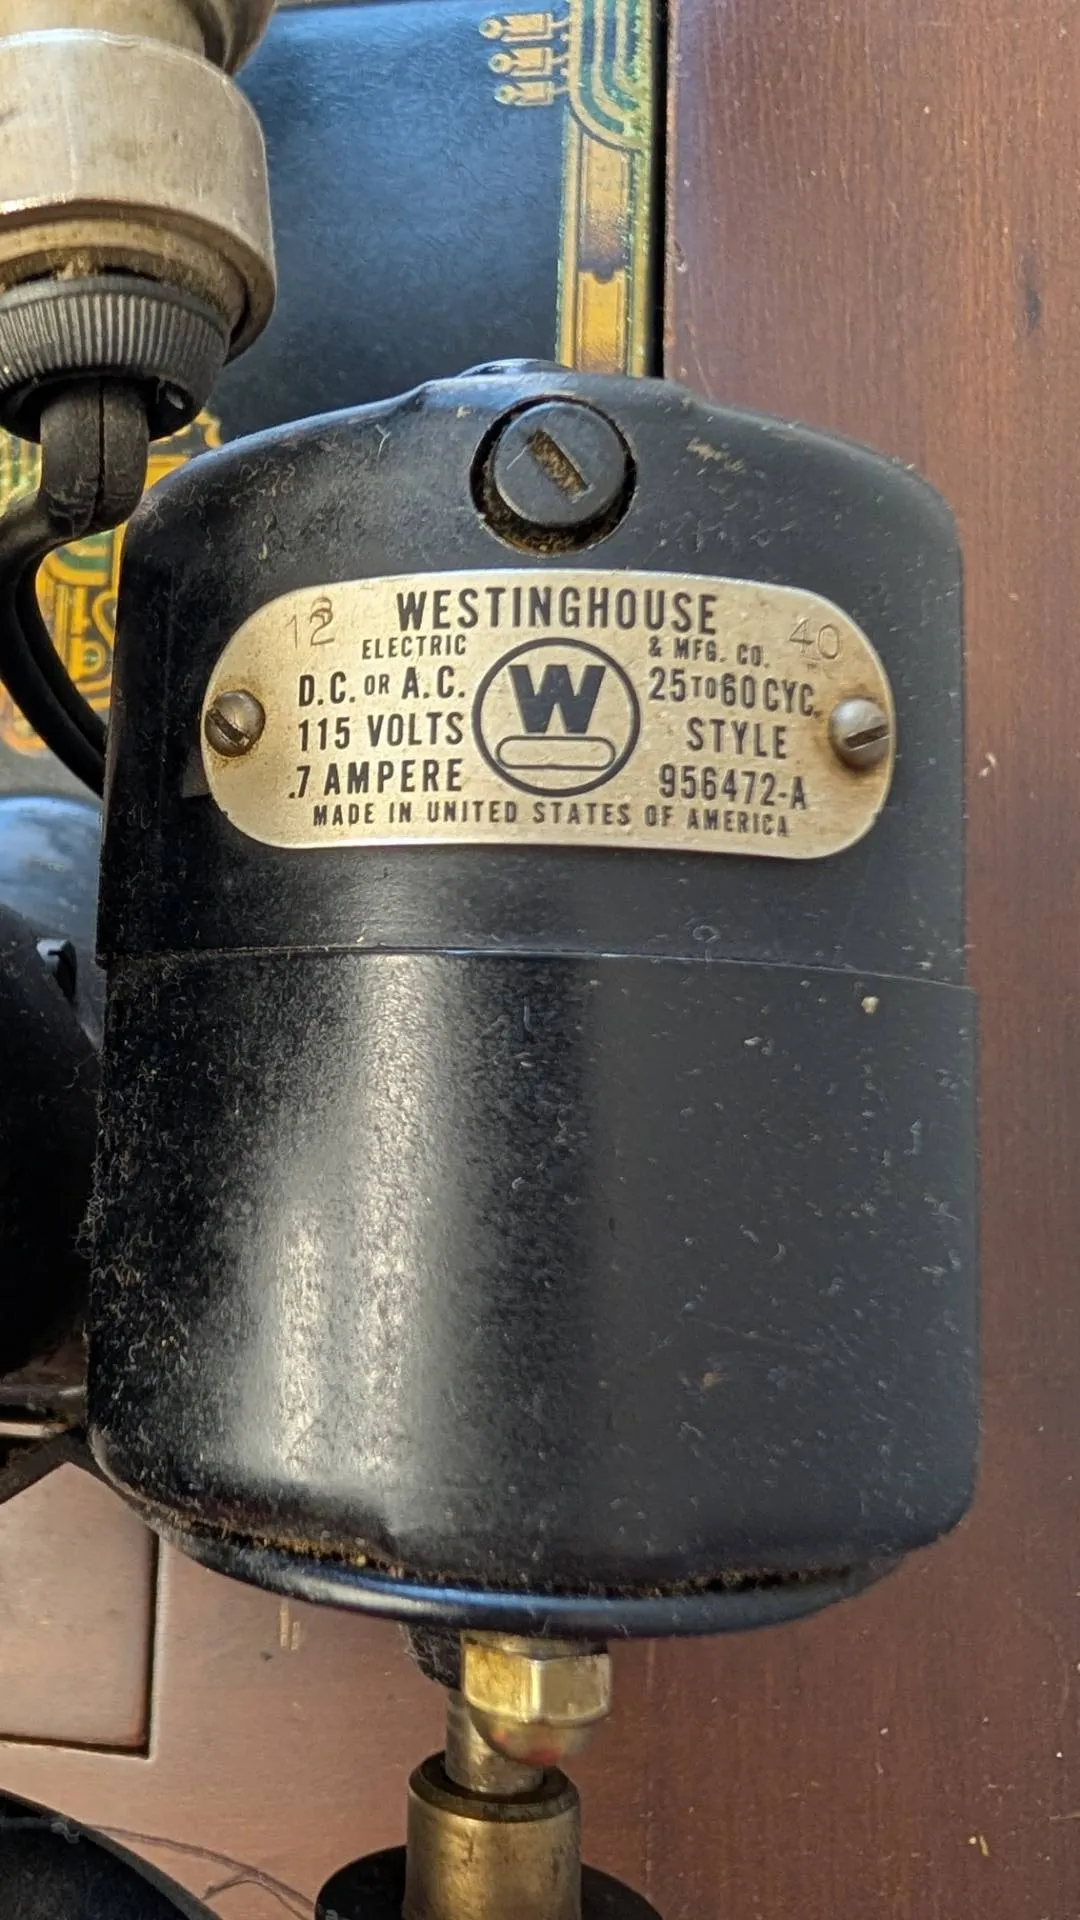 WESTINGHOUSE
40
ELECTRIC & MFG. CO.
D.C. OR A.C. W 25 TO 60 CYC.
115 VOLTS STYLE
.7 AMPERE 956472-A
MADE IN UNITED STATES OF AMERICA